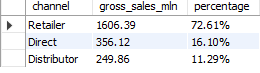 channel gross_sales_mln percentage
Retailer 1606.39 72.61%
Direct 356.12 16.10%
Distributor 249.86 11.29%